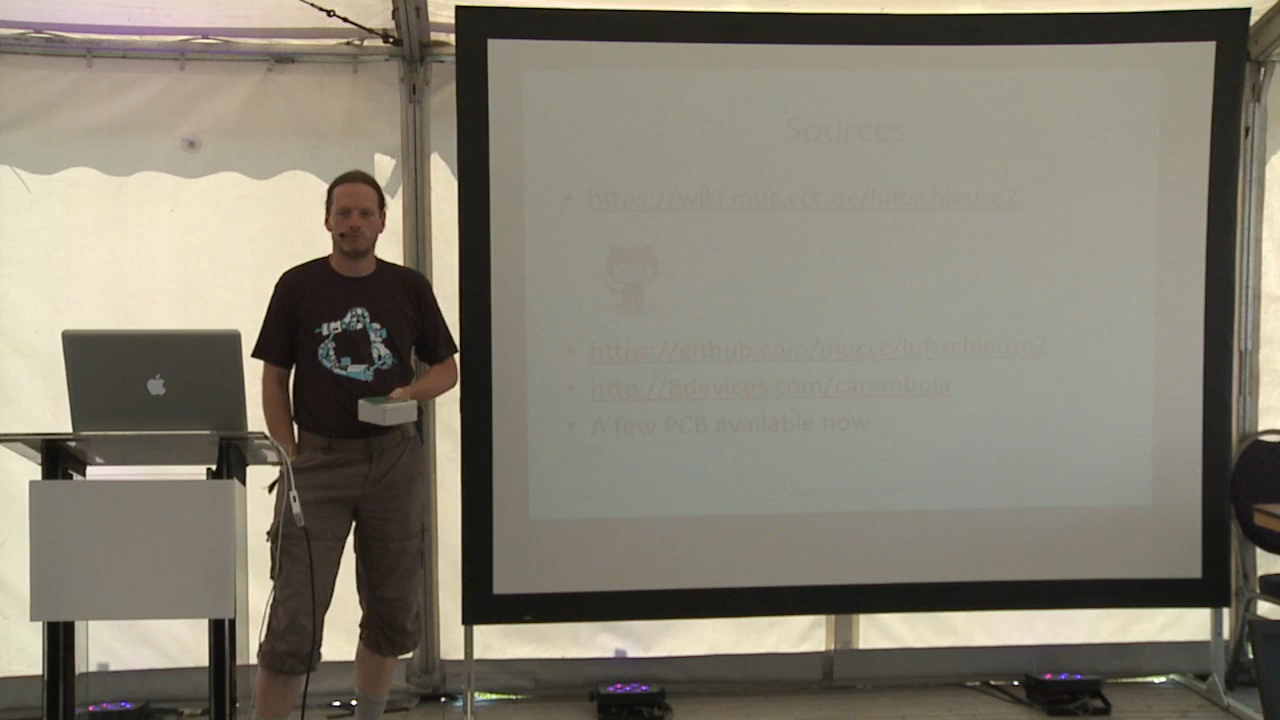 Sources
https://wiki.muc.ccc.de/luftschleuse2
https://github.com/muccc/luftschleuse2
http://8devices.com/carambola
A few PCB available now